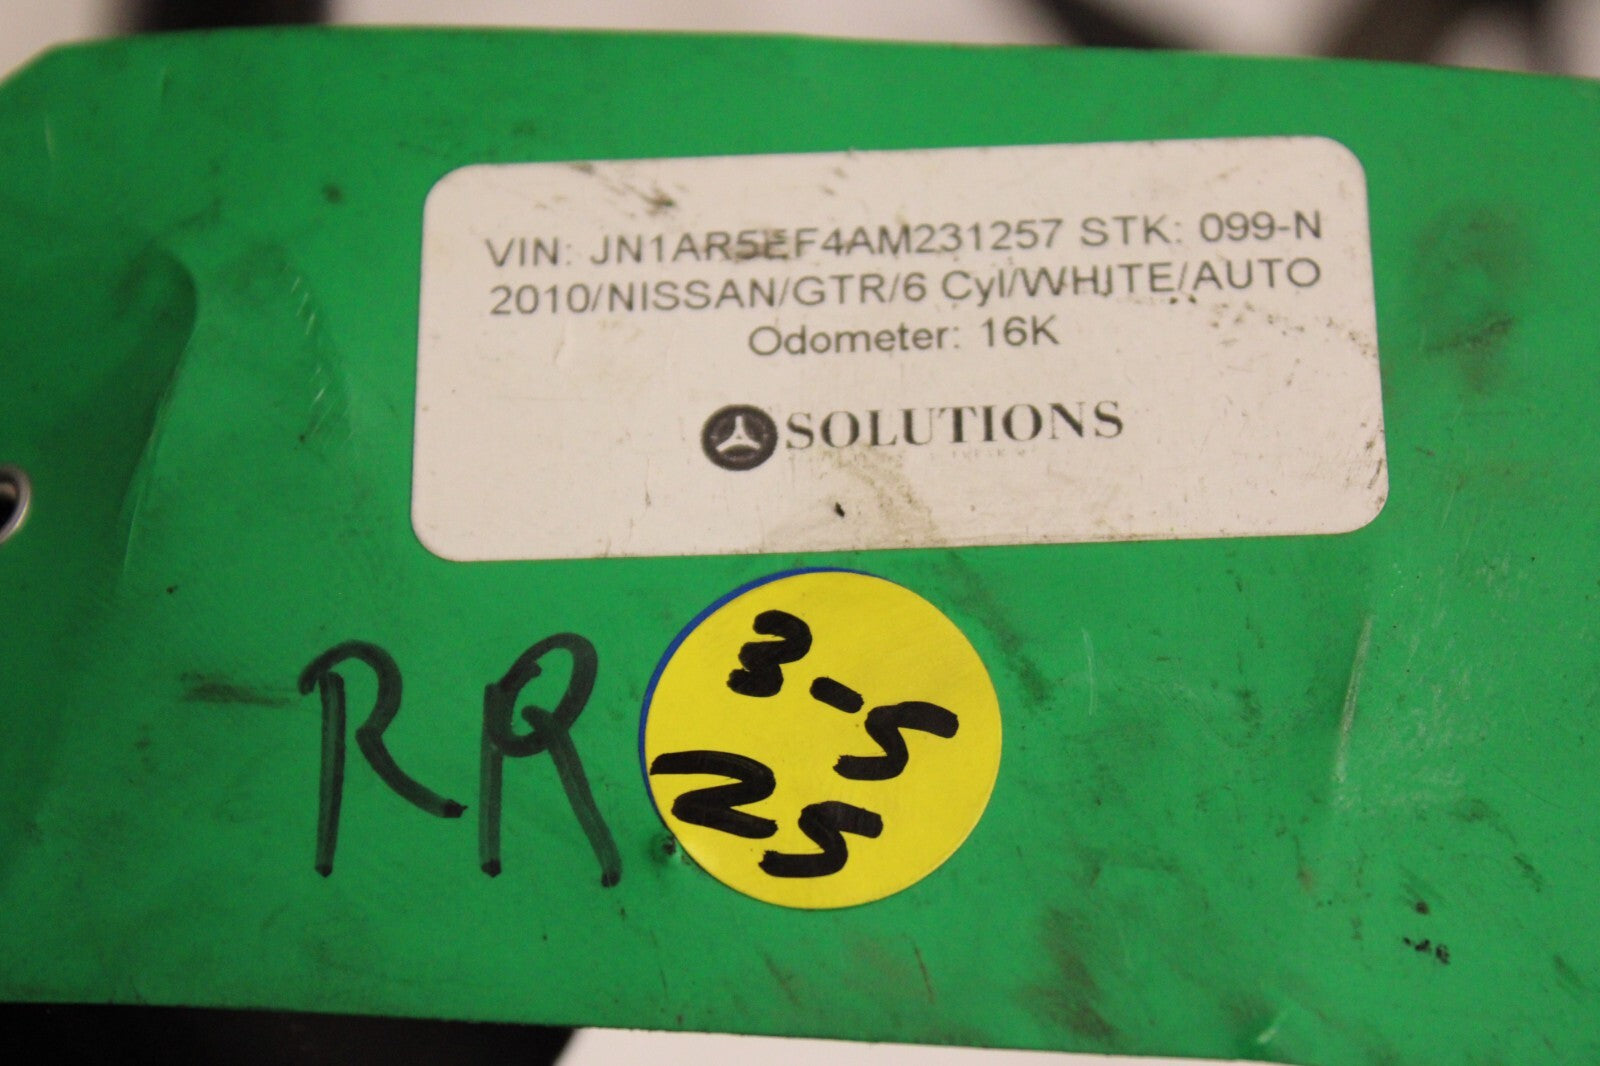 VIN: JN1AR5EF4AM231257 STK: 099-N
2010/NISSAN/GTR/6 Cyl/WHITE/AUTO
Odometer: 16K
SOLUTIONS
RR
3-5
25